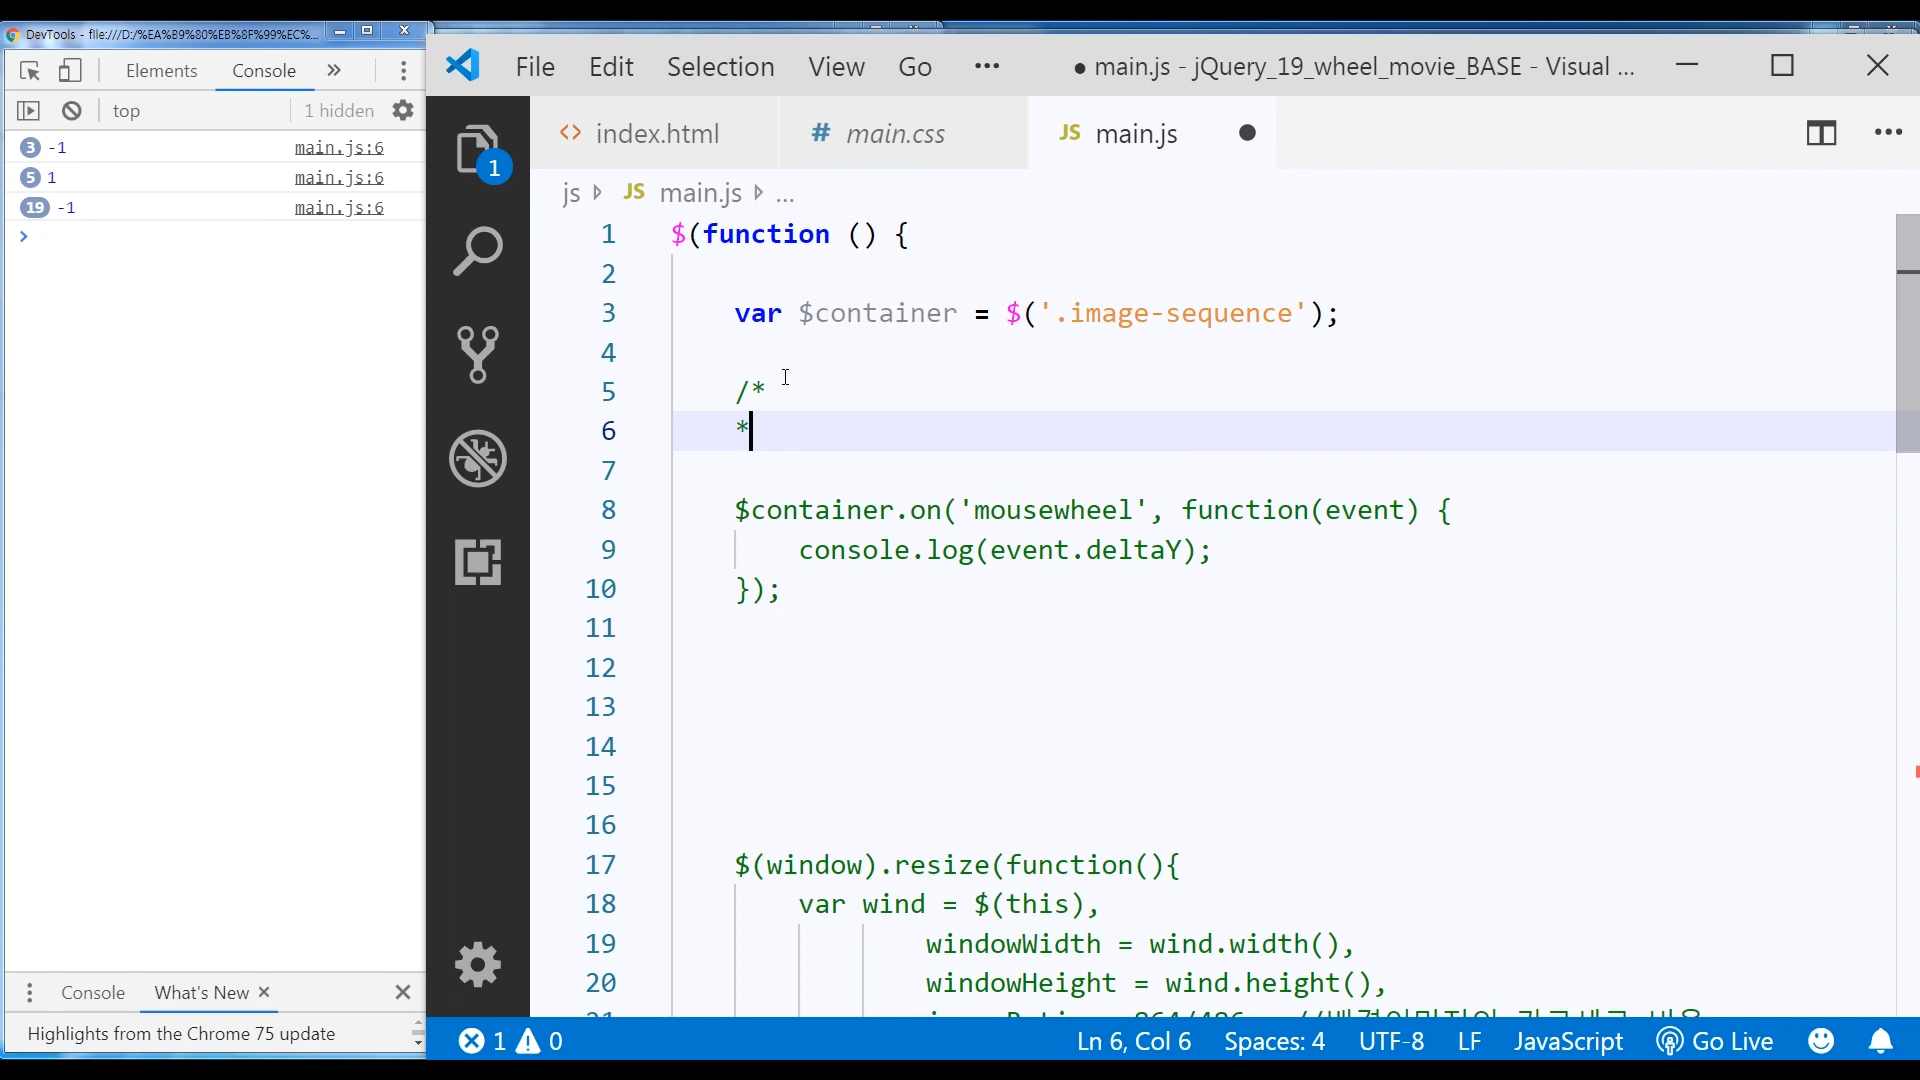 DevTools - file:///D:/%EA%B9%80%EB%8F%99%EC%...
Elements Console »
top 1 hidden
3 -1 main.js:6
5 1 main.js:6
19 -1 main.js:6
>
Console What's New ×
Highlights from the Chrome 75 update
File Edit Selection View Go ••• ● main.js - jQuery_19_wheel_movie_BASE - Visual ...
1
<> index.html # main.css JS main.js ●
js JS main.js ...
1 $(function () {
2
3 var $container = $('.image-sequence');
4
5 /*
6 *
7
8 $container.on('mousewheel', function(event) {
9 console.log(event.deltaY);
10 });
11
12
13
14
15
16
17 $(window).resize(function(){
18 var wind = $(this),
19 windowWidth = wind.width(),
20 windowHeight = wind.height(),
1 0 Ln 6, Col 6 Spaces: 4 UTF-8 LF JavaScript Go Live